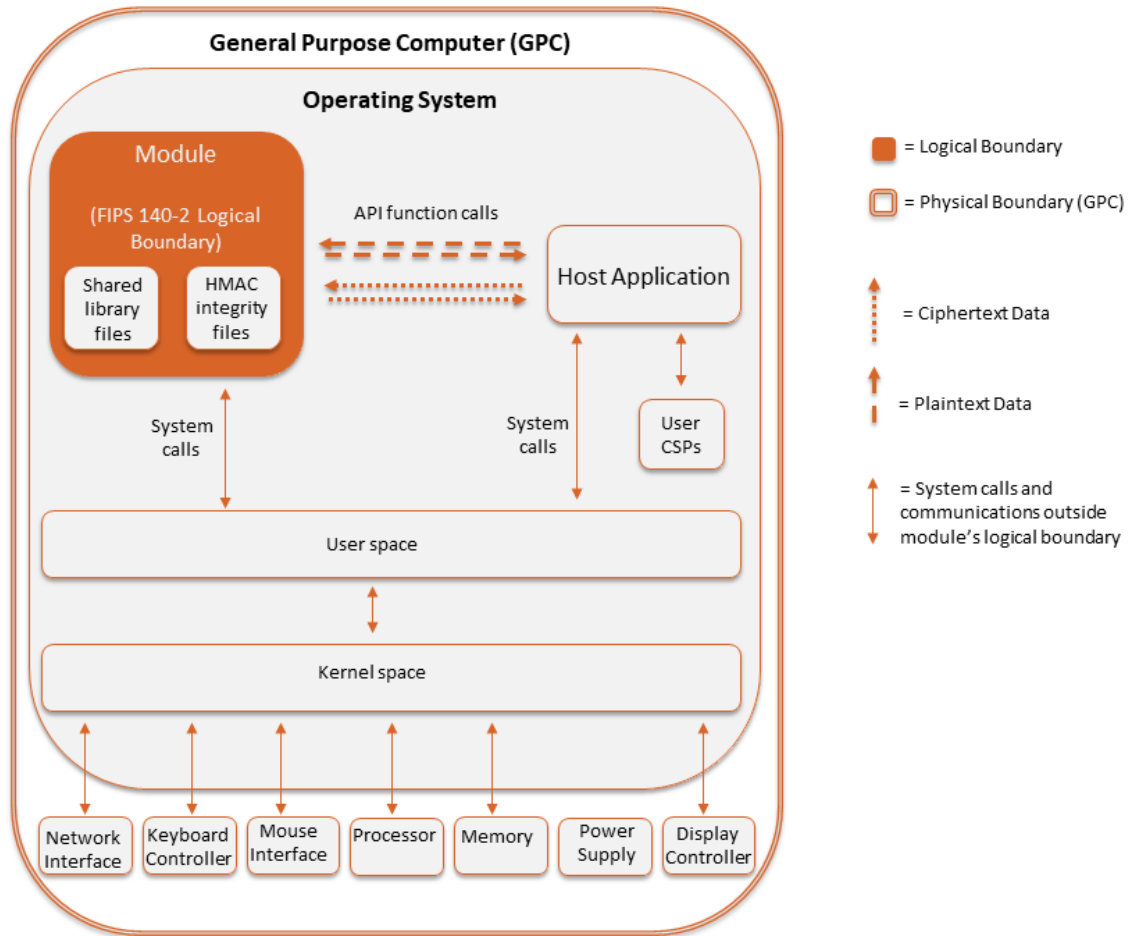 General Purpose Computer (GPC)
Operating System
Module
(FIPS 140-2 Logical
Boundary)
Shared
library
files
HMAC
integrity
files
API function calls
Host Application
System
calls
System
calls
User
CSPs
User space
Kernel space
Network
Interface
Keyboard
Controller
Mouse
Interface
Processor
Memory
Power
Supply
Display
Controller
= Logical Boundary
= Physical Boundary (GPC)
= Ciphertext Data
= Plaintext Data
= System calls and
communications outside
module's logical boundary